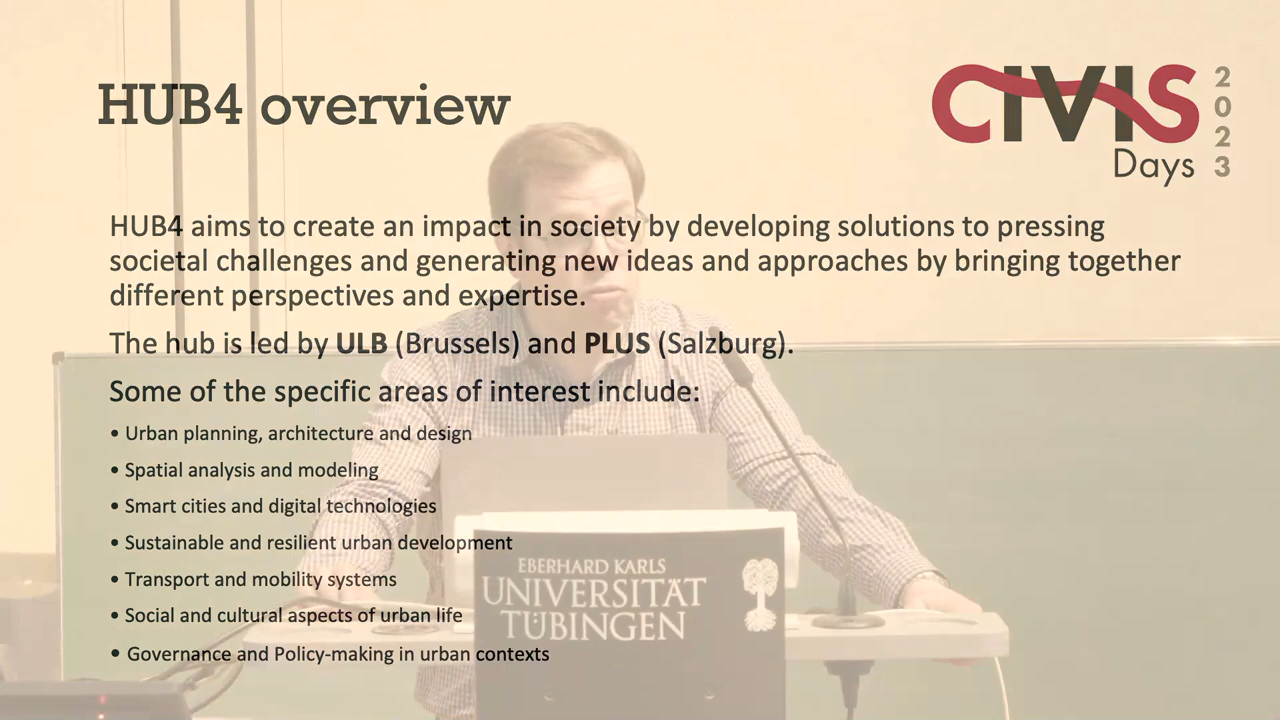 HUB4 overview
CIVIS
Days
2023
HUB4 aims to create an impact in society by developing solutions to pressing
societal challenges and generating new ideas and approaches by bringing together
different perspectives and expertise.
The hub is led by ULB (Brussels) and PLUS (Salzburg).
Some of the specific areas of interest include:
• Urban planning, architecture and design
• Spatial analysis and modeling
• Smart cities and digital technologies
• Sustainable and resilient urban development
• Transport and mobility systems
• Social and cultural aspects of urban life
• Governance and Policy-making in urban contexts
EBERHARD KARLS
UNIVERSITÄT
TÜBINGEN